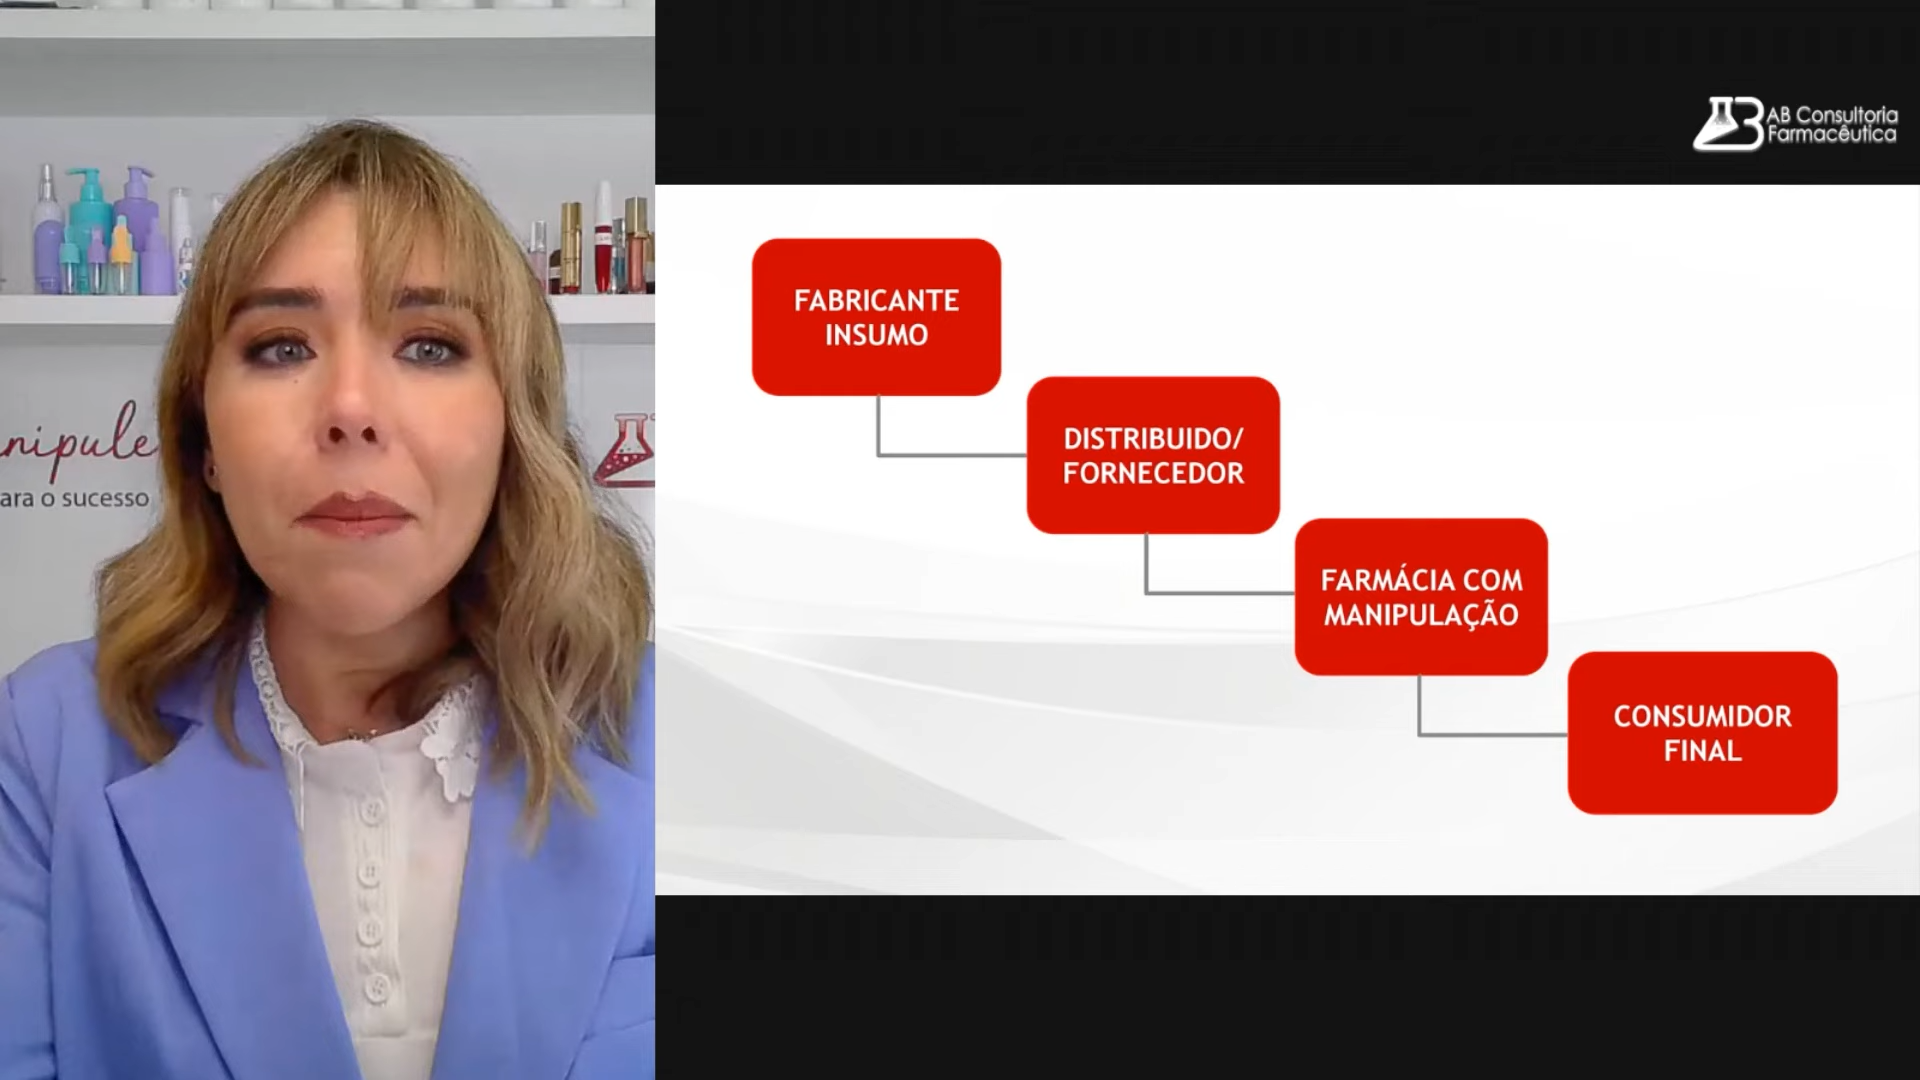 AB Consultoria
Farmacêutica
FABRICANTE
INSUMO
DISTRIBUIDO/
FORNECEDOR
FARMÁCIA COM
MANIPULAÇÃO
CONSUMIDOR
FINAL
nipule
ara o sucesso